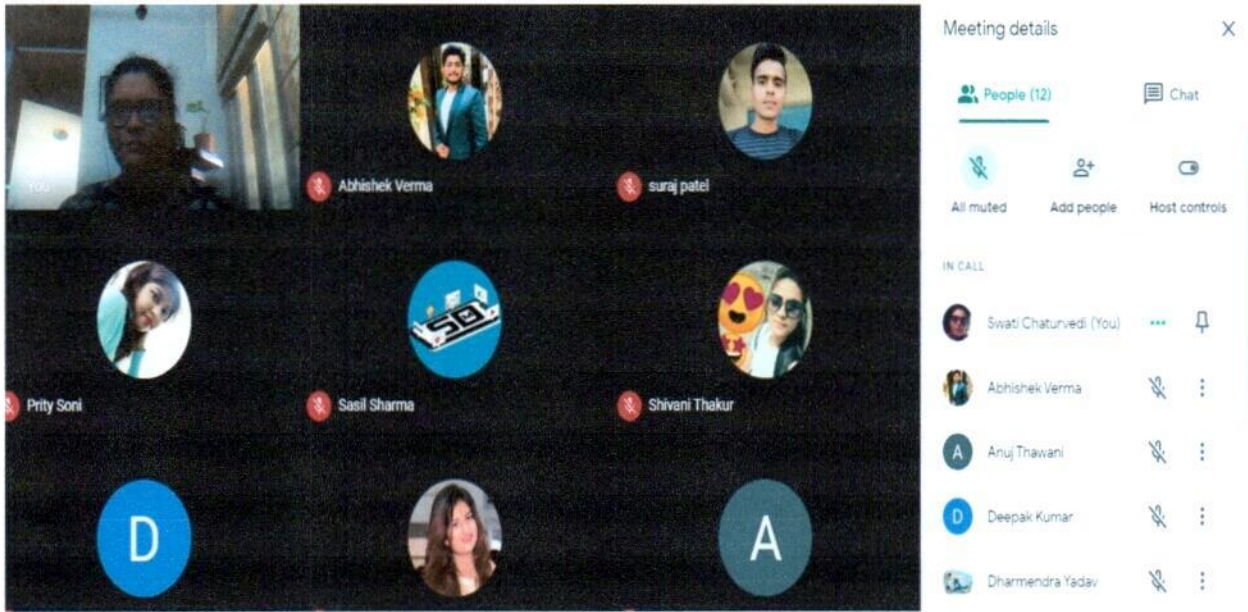 You
Abhishek Verma
suraj patel
Prity Soni
SO
Sasil Sharma
Shivani Thakur
D
A
Meeting details
People (12)
Chat
All muted
Add people
Host controls
IN CALL
Swati Chaturvedi (You)
Abhishek Verma
A
Anuj Thawani
D
Deepak Kumar
Dharmendra Yadav